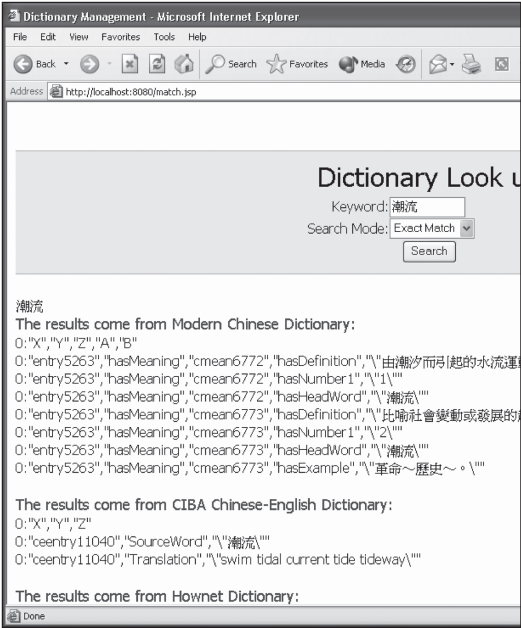 Dictionary Management - Microsoft Internet Explorer
File Edit View Favorites Tools Help
Back Search Favorites Media
Address http://localhost:8080/match.jsp
Dictionary Look
Keyword: 潮流
Search Mode: Exact Match
Search
潮流
The results come from Modern Chinese Dictionary:
0:"X","Y","Z","A","B"
0:"entry5263","hasMeaning","cmean6772","hasDefinition","\"由潮汐而引起的水流運動
0:"entry5263","hasMeaning","cmean6772","hasNumber1","\"1\""
0:"entry5263","hasMeaning","cmean6772","hasHeadWord","\"潮流\""
0:"entry5263","hasMeaning","cmean6773","hasDefinition","\"比喻社會變動或發展的
0:"entry5263","hasMeaning","cmean6773","hasNumber1","\"2\"
0:"entry5263","hasMeaning","cmean6773","hasHeadWord","\"潮流\""
0:"entry5263","hasMeaning","cmean6773","hasExample","\"革命～歷史～。\""
The results come from CIBA Chinese-English Dictionary:
0:"X","Y","Z"
0:"ceentry11040","SourceWord","\"潮流\""
0:"ceentry11040","Translation","\"swim tidal current tide tideway\""
The results come from Hownet Dictionary:
Done